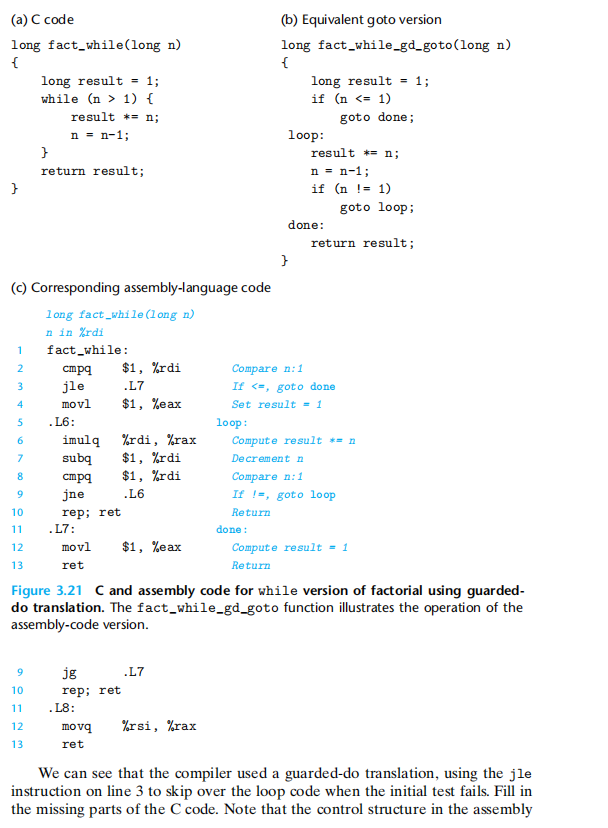 (a) C code
long fact_while(long n)
{
    long result = 1;
    while (n > 1) {
        result *= n;
        n = n-1;
    }
    return result;
}
(b) Equivalent goto version
long fact_while_gd_goto(long n)
{
    long result = 1;
    if (n <= 1)
        goto done;
 loop:
    result *= n;
    n = n-1;
    if (n != 1)
        goto loop;
 done:
    return result;
}
(c) Corresponding assembly-language code
long fact_while(long n)
n in %rdi
1 fact_while:
2 cmpq $1, %rdi Compare n:1
3 jle .L7 If <=, goto done
4 movl $1, %eax Set result = 1
5 .L6: loop:
6 imulq %rdi, %rax Compute result *= n
7 subq $1, %rdi Decrement n
8 cmpq $1, %rdi Compare n:1
9 jne .L6 If !=, goto loop
10 rep; ret Return
11 .L7: done:
12 movl $1, %eax Compute result = 1
13 ret Return
Figure 3.21 C and assembly code for while version of factorial using guarded-
do translation. The fact_while_gd_goto function illustrates the operation of the
assembly-code version.
9 jg .L7
10 rep; ret
11 .L8:
12 movq %rsi, %rax
13 ret
We can see that the compiler used a guarded-do translation, using the jle
instruction on line 3 to skip over the loop code when the initial test fails. Fill in
the missing parts of the C code. Note that the control structure in the assembly